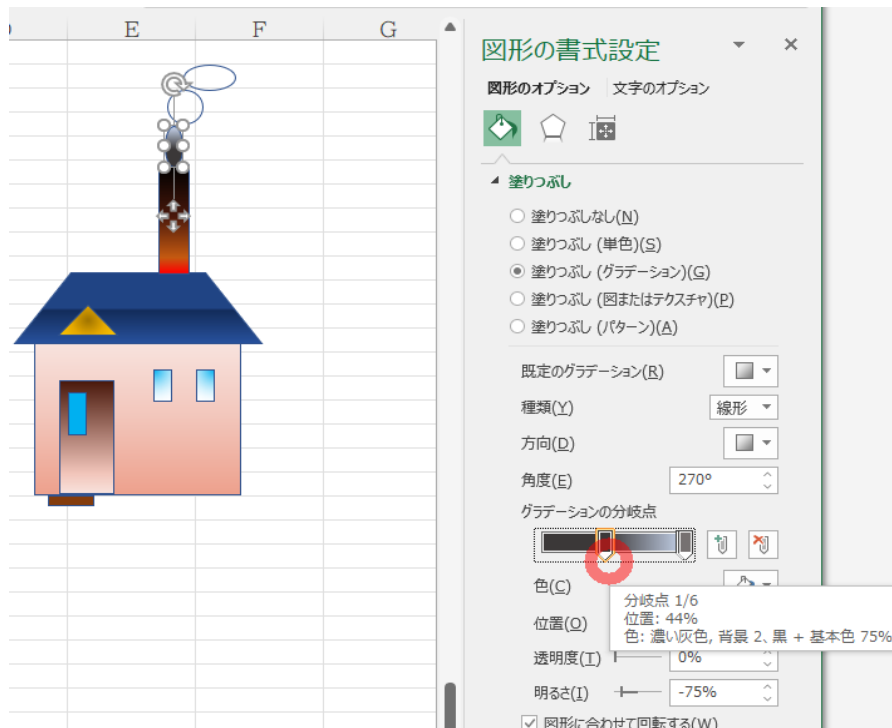 E F G
図形の書式設定
図形のオプション 文字のオプション
塗りつぶし
塗りつぶしなし(N)
塗りつぶし (単色)(S)
塗りつぶし (グラデーション)(G)
塗りつぶし (図またはテクスチャ)(P)
塗りつぶし (パターン)(A)
既定のグラデーション(R)
種類(Y) 線形
方向(D)
角度(E) 270°
グラデーションの分岐点
色(C)
分岐点 1/6
位置: 44%
色: 濃い灰色, 背景 2、黒 + 基本色 75%
位置(O)
透明度(T) 0%
明るさ(I) -75%
図形に合わせて回転する(W)